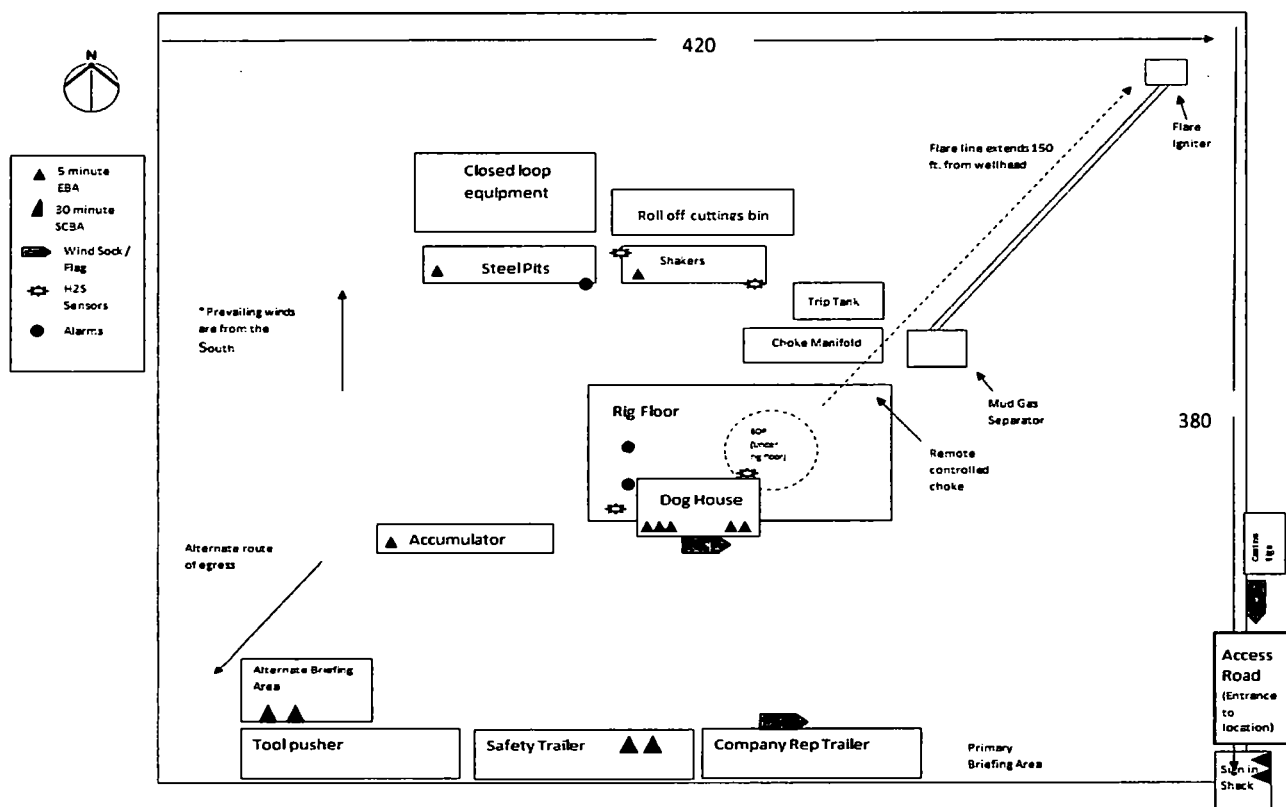 420
N
5 minute
EBA
30 minute
SCBA
Wind Sock /
Flag
H2S
Sensors
Alarms
Closed loop
equipment
Roll off cuttings bin
Steel Pits
Shakers
Flare line extends 150
ft. from wellhead
Flare
Igniter
* Prevailing winds
are from the
South
Trip Tank
Choke Manifold
Mud Gas
Separator
380
Rig Floor
BOP
(Under
rig floor)
Remote
controlled
choke
Dog House
Accumulator
Alternate route
of egress
Alternate Briefing
Area
Tool pusher
Safety Trailer
Company Rep Trailer
Primary
Briefing Area
Access
Road
(Entrance
to
location)
Sign in
Shack